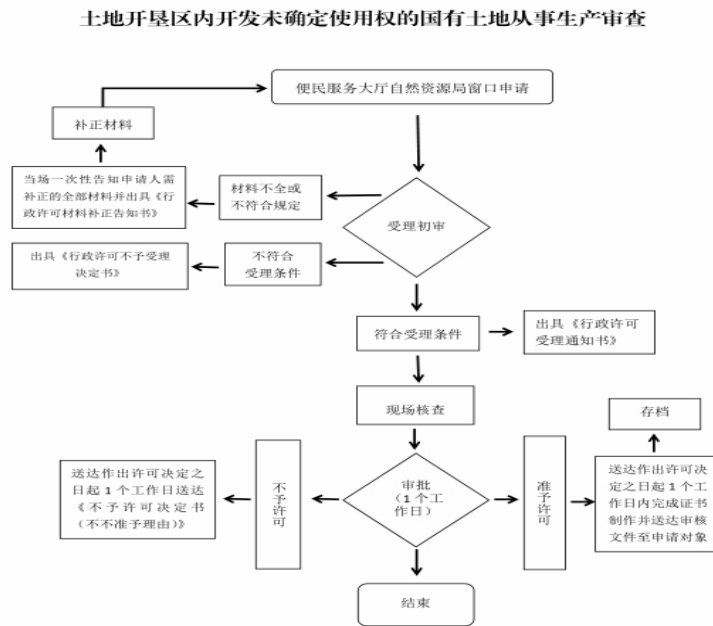 土地开垦区内开发未确定使用权的国有土地从事生产审查
便民服务大厅自然资源局窗口申请
补正材料
当场一次性告知申请人需
补正的全部材料并出具《行
政许可材料补正告知书》
材料不全或
不符合规定
受理初审
出具《行政许可不予受理
决定书》
不符合
受理条件
符合受理条件
出具《行政许可
受理通知书》
现场核查
存档
送达作出许可决定之
日起1个工作日送达
《不予许可决定书
（不不准予理由）》
不予许可
审批
（1个工
作日）
准予许可
送达作出许可决
定之日起1个工
作日内完成证书
制作并送达审核
文件至申请对象
结束